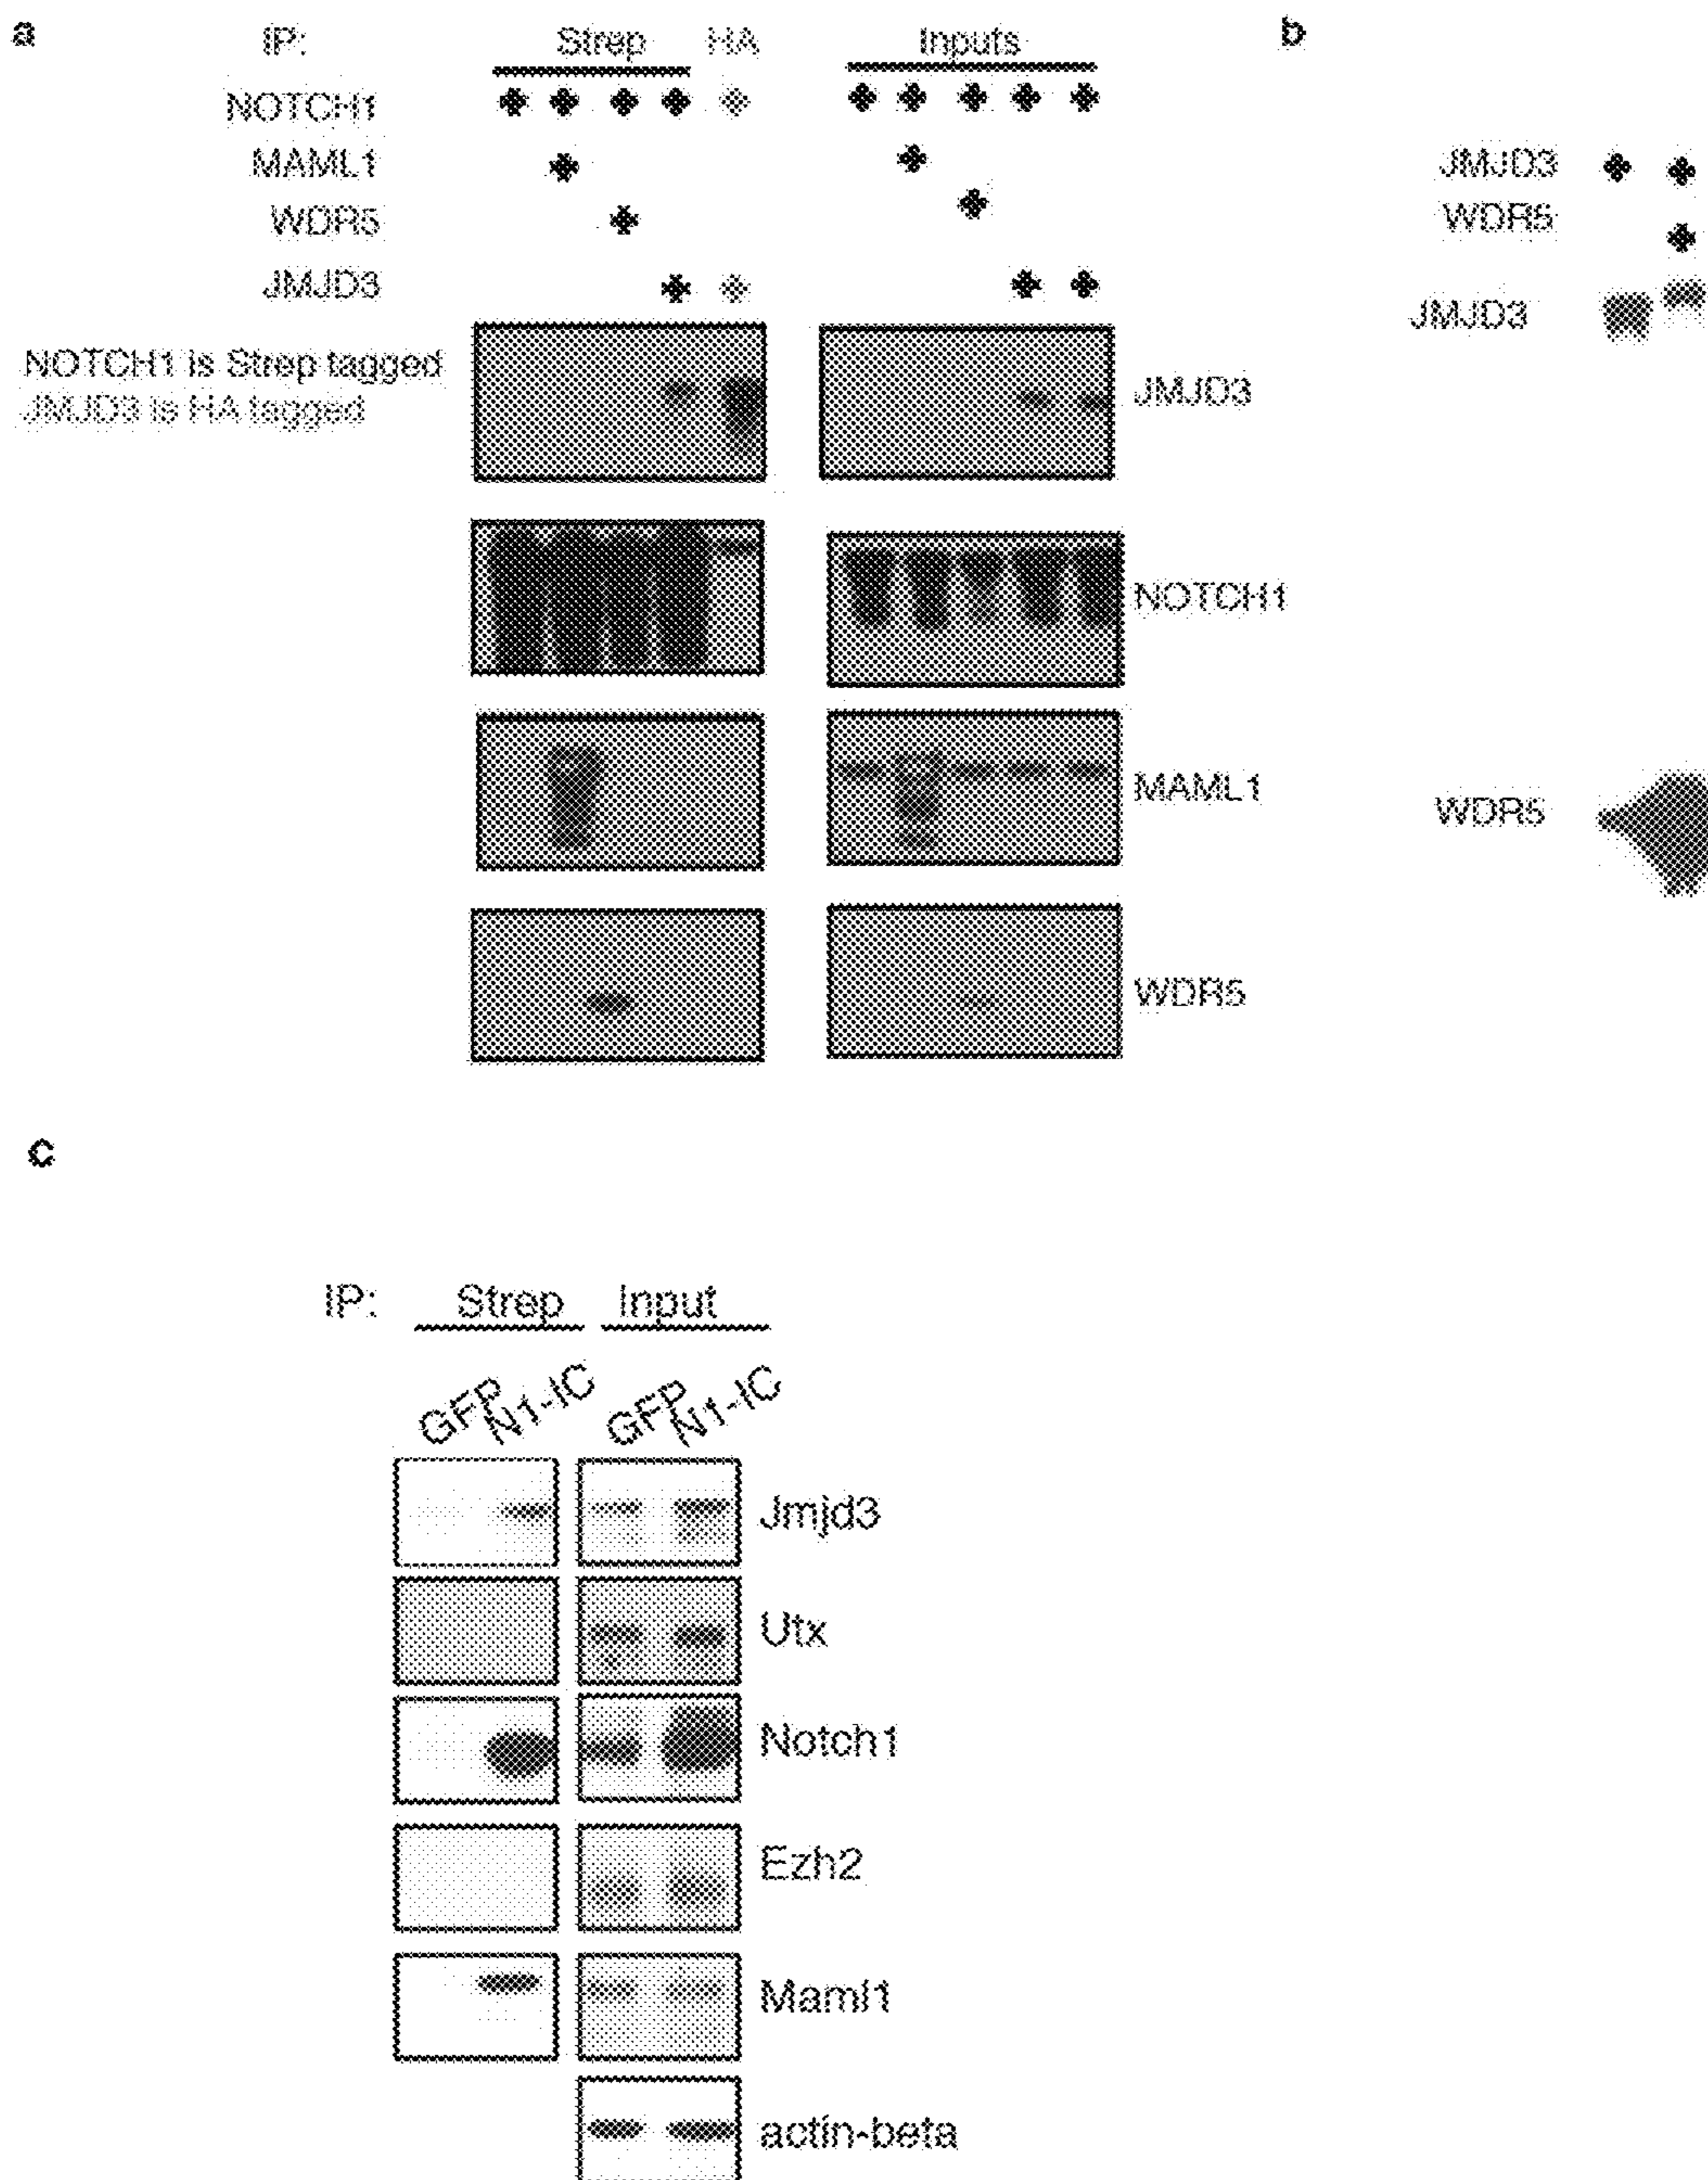 a
IP: Strep HA Inputs
NOTCH1
MAML1
WDR5
JMJD3
NOTCH1 is Strep tagged
JMJD3 is HA tagged
JMJD3
NOTCH1
MAML1
WDR5
b
JMJD3
WDR5
JMJD3
WDR5
c
IP: Strep Input
GFP N1-IC GFP N1-IC
Jmjd3
Utx
Notch1
Ezh2
Maml1
actin-beta